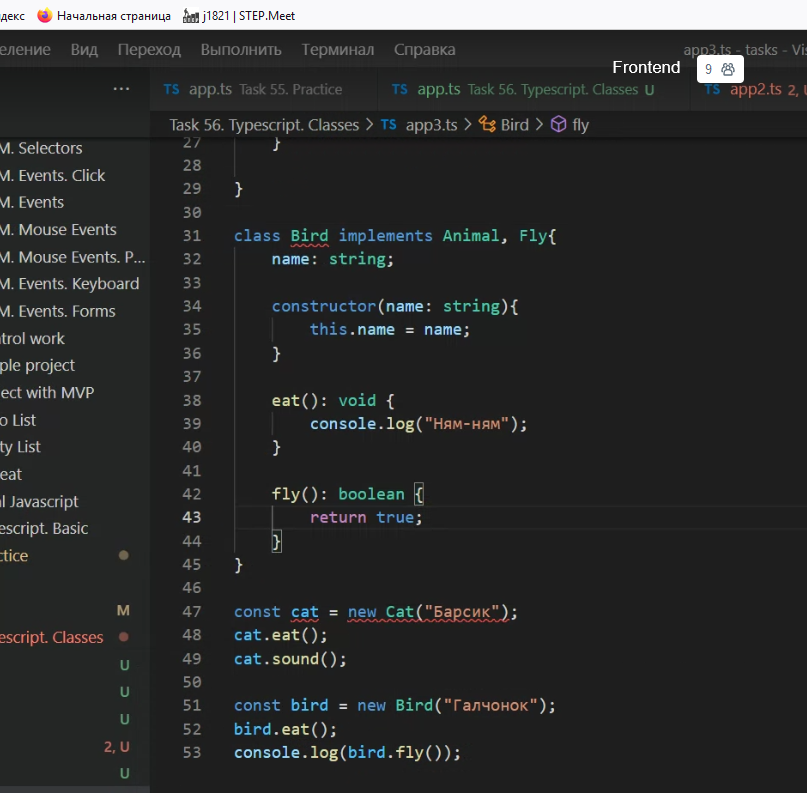 декс Начальная страница j1821 | STEP.Meet
еление Вид Переход Выполнить Терминал Справка app3.ts - tasks - Vis
Frontend 9
... TS app.ts Task 55. Practice TS app.ts Task 56. Typescript. Classes U TS app2.ts 2, U
Task 56. Typescript. Classes > TS app3.ts > Bird > fly
M. Selectors
M. Events. Click
M. Events
M. Mouse Events
M. Mouse Events. P...
M. Events. Keyboard
M. Events. Forms
trol work
ple project
ect with MVP
o List
ty List
eat
l Javascript
escript. Basic
ctice
M
escript. Classes
U
U
U
2, U
U
27 }
28
29 }
30
31 class Bird implements Animal, Fly{
32 name: string;
33
34 constructor(name: string){
35 this.name = name;
36 }
37
38 eat(): void {
39 console.log("Ням-ням");
40 }
41
42 fly(): boolean {
43 return true;
44 }
45 }
46
47 const cat = new Cat("Барсик");
48 cat.eat();
49 cat.sound();
50
51 const bird = new Bird("Галчонок");
52 bird.eat();
53 console.log(bird.fly());